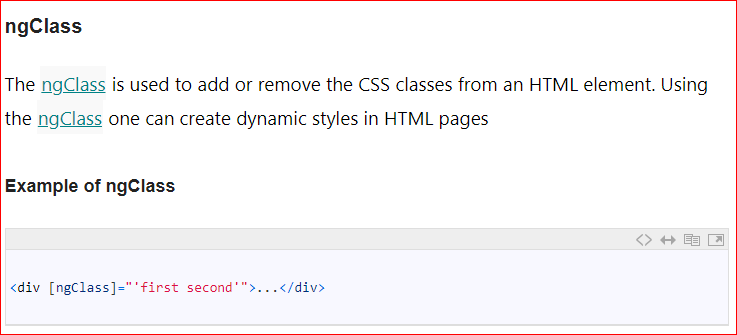 ngClass
The ngClass is used to add or remove the CSS classes from an HTML element. Using
the ngClass one can create dynamic styles in HTML pages
Example of ngClass
<div [ngClass]="'first second'">...</div>